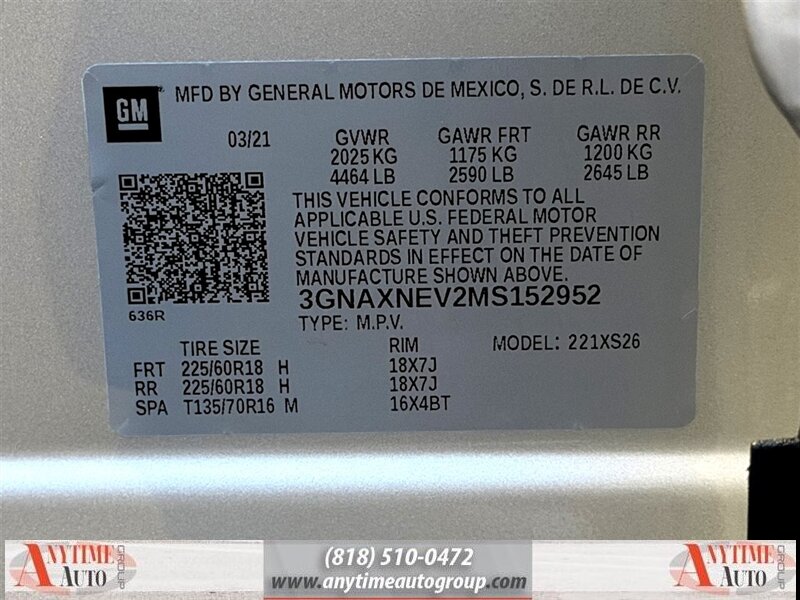 GM
MFD BY GENERAL MOTORS DE MEXICO, S. DE R.L. DE C.V.
03/21 GVWR GAWR FRT GAWR RR
2025 KG 1175 KG 1200 KG
4464 LB 2590 LB 2645 LB
THIS VEHICLE CONFORMS TO ALL
APPLICABLE U.S. FEDERAL MOTOR
VEHICLE SAFETY AND THEFT PREVENTION
STANDARDS IN EFFECT ON THE DATE OF
MANUFACTURE SHOWN ABOVE.
3GNAXNEV2MS152952
636R
TYPE: M.P.V.
TIRE SIZE RIM MODEL: 221XS26
FRT 225/60R18 H 18X7J
RR 225/60R18 H 18X7J
SPA T135/70R16 M 16X4BT
ANYTIME AUTO GROUP
(818) 510-0472
www.anytimeautogroup.com
ANYTIME AUTO GROUP